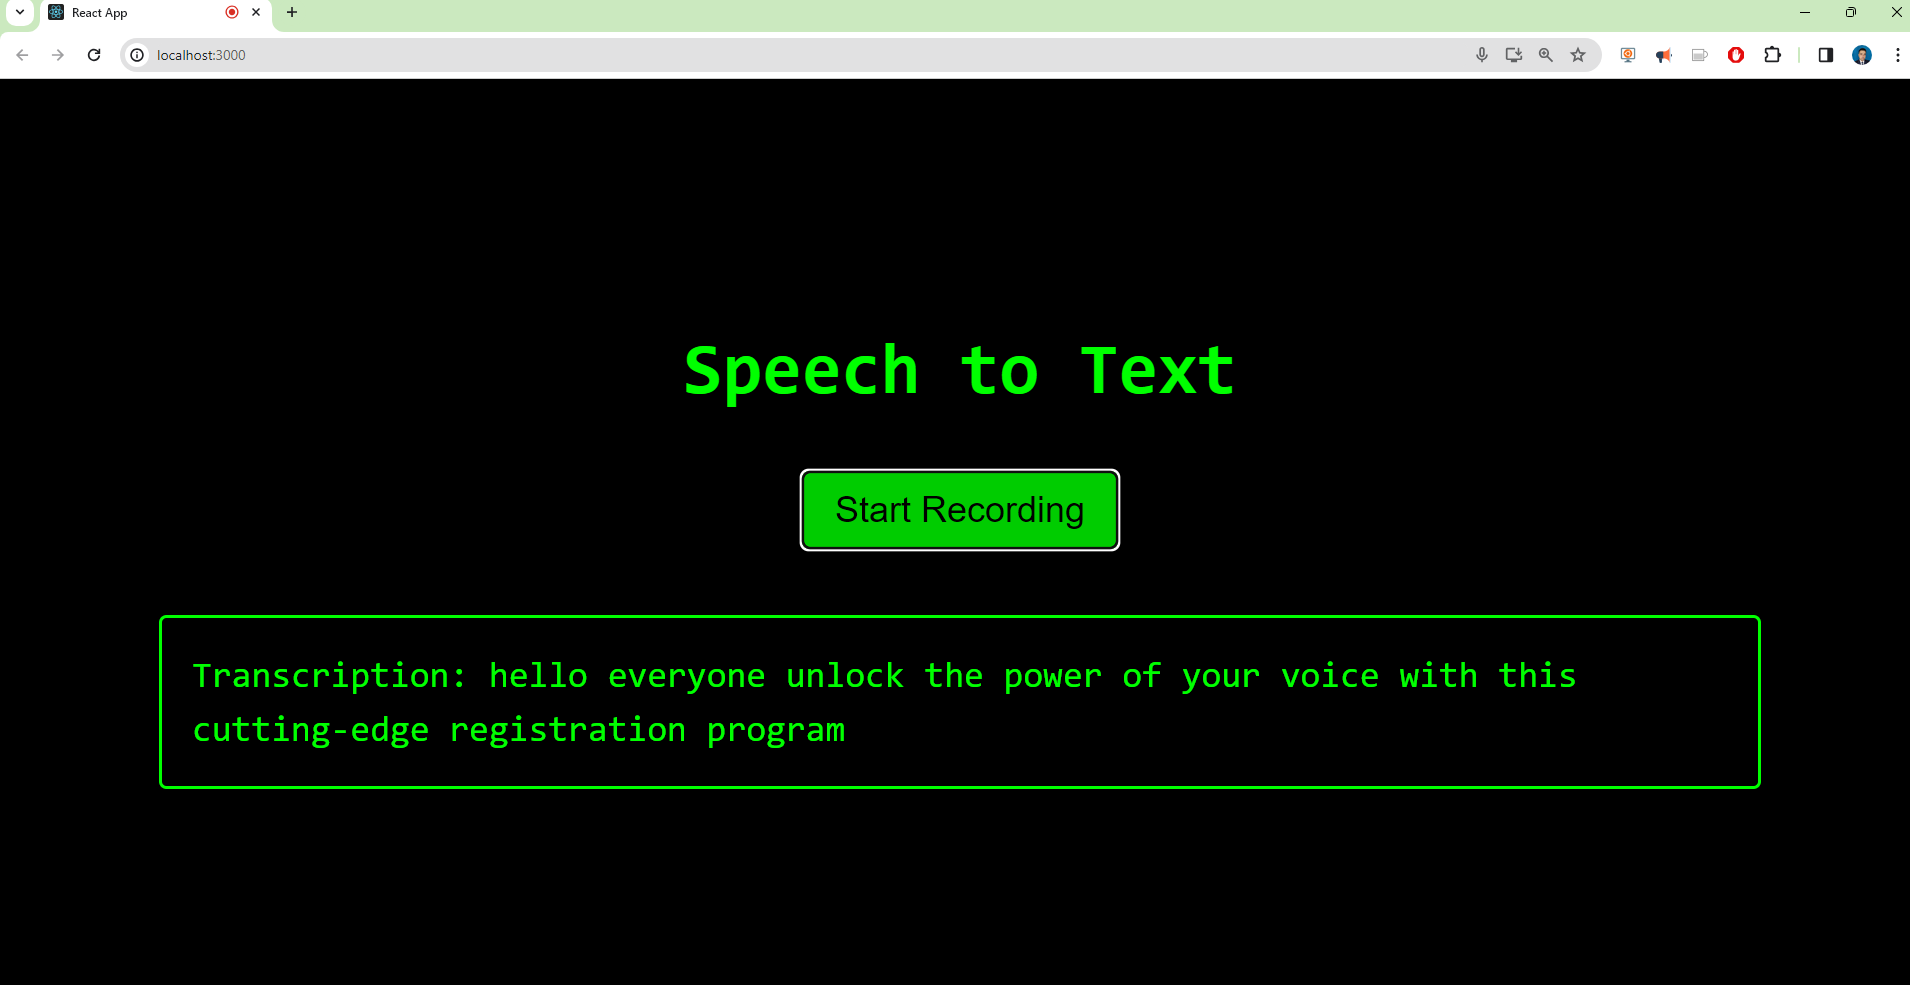 React App
localhost:3000
Speech to Text
Start Recording
Transcription: hello everyone unlock the power of your voice with this
cutting-edge registration program